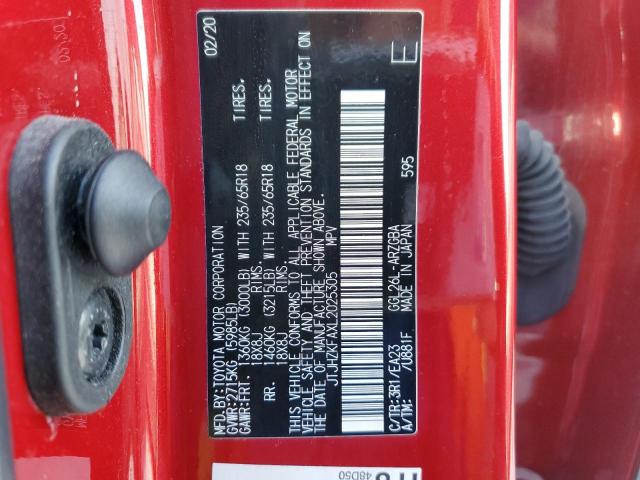 MFD.BY:TOYOTA MOTOR CORPORATION 02/20
GVWR:2715KG (5985LB)
GAWR:FRT. 1360KG (3000LB) WITH 235/65R18 TIRES,
18X8J RIMS,
RR. 1460KG (3215LB) WITH 235/65R18 TIRES,
18X8J RIMS,
THIS VEHICLE CONFORMS TO ALL APPLICABLE FEDERAL MOTOR
VEHICLE SAFETY AND THEFT PREVENTION STANDARDS IN EFFECT ON
THE DATE OF MANUFACTURE SHOWN ABOVE.
JTJHZKFAXL2025305 MPV
E
C/TR:3R1/EA23 GGL26L-ARZGBA
A/TM: /U881F MADE IN JAPAN 595
48D50